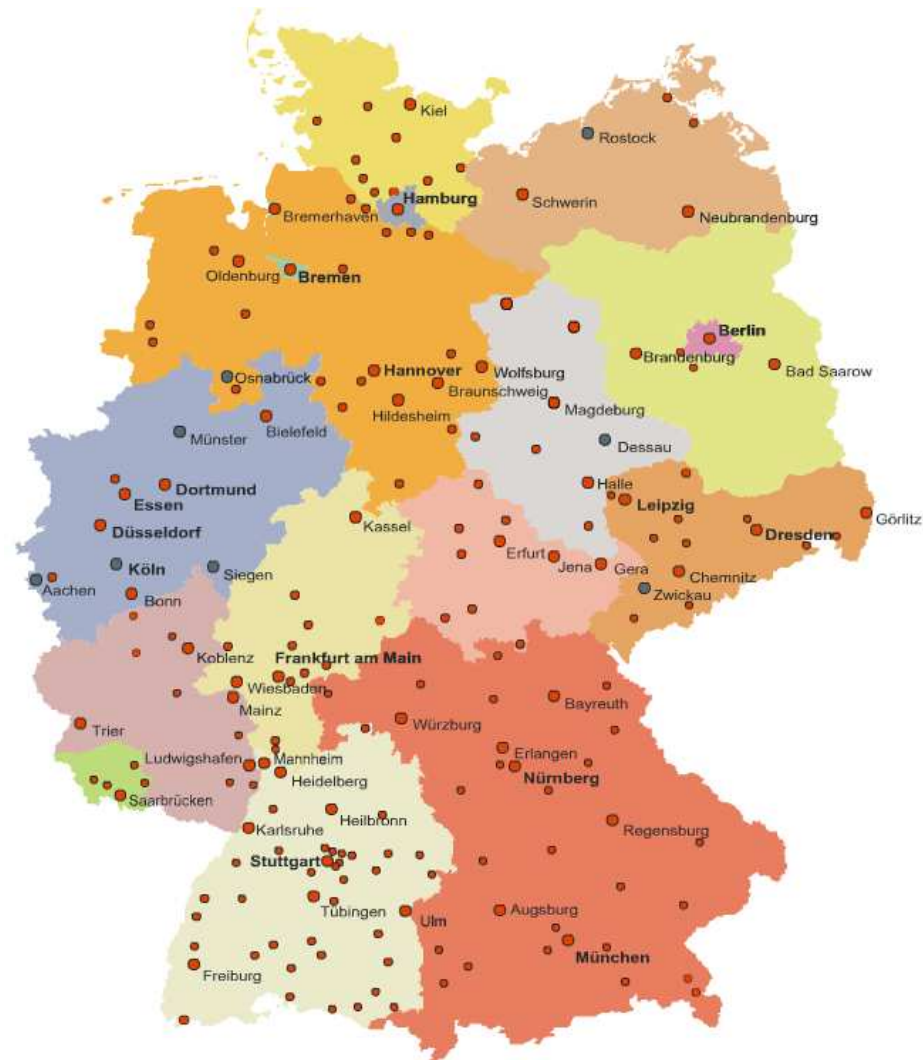 Kiel
Rostock
Hamburg
Schwerin
Bremerhaven
Neubrandenburg
Oldenburg
Bremen
Berlin
Brandenburg
Bad Saarow
Hannover
Wolfsburg
Osnabrück
Braunschweig
Hildesheim
Magdeburg
Bielefeld
Münster
Dessau
Dortmund
Halle
Essen
Leipzig
Kassel
Görlitz
Düsseldorf
Dresden
Erfurt
Köln
Siegen
Jena
Gera
Chemnitz
Aachen
Zwickau
Bonn
Koblenz
Frankfurt am Main
Wiesbaden
Mainz
Bayreuth
Würzburg
Trier
Erlangen
Ludwigshafen
Mannheim
Nürnberg
Heidelberg
Saarbrücken
Heilbronn
Regensburg
Karlsruhe
Stuttgart
Tübingen
Ulm
Augsburg
München
Freiburg